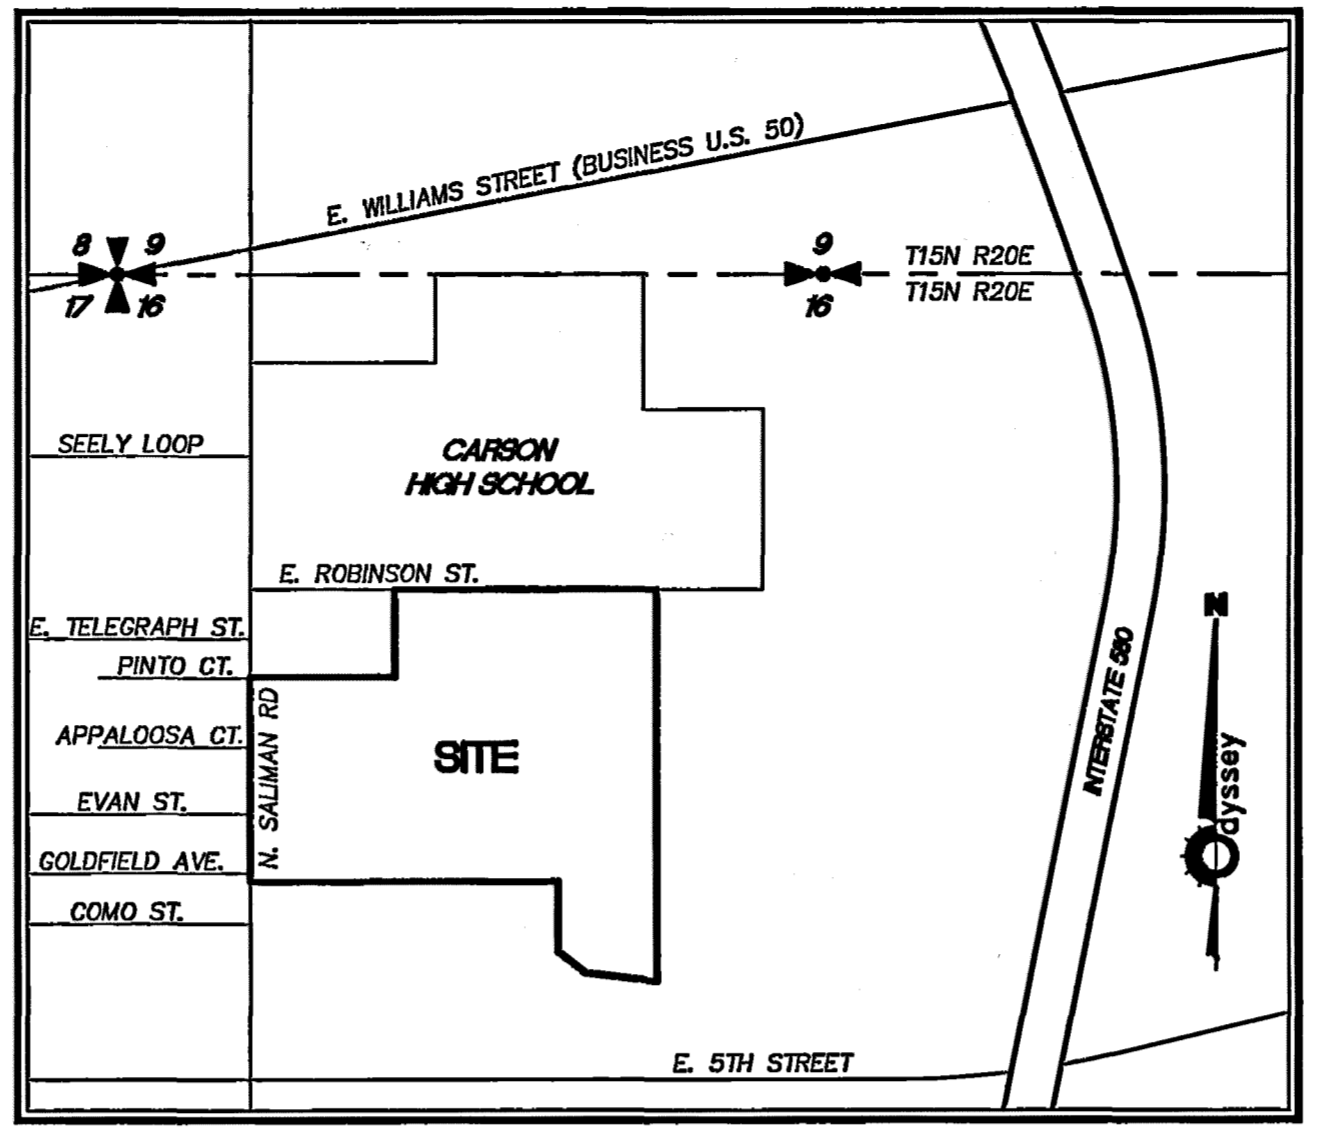 E. WILLIAMS STREET (BUSINESS U.S. 50)
8 9
17 16
9
16
T15N R20E
T15N R20E
SEELY LOOP
CARSON
HIGH SCHOOL
E. ROBINSON ST.
E. TELEGRAPH ST.
PINTO CT.
N. SALIMAN RD
APPALOOSA CT.
SITE
EVAN ST.
GOLDFIELD AVE.
COMO ST.
INTERSTATE 580
N
Odyssey
E. 5TH STREET